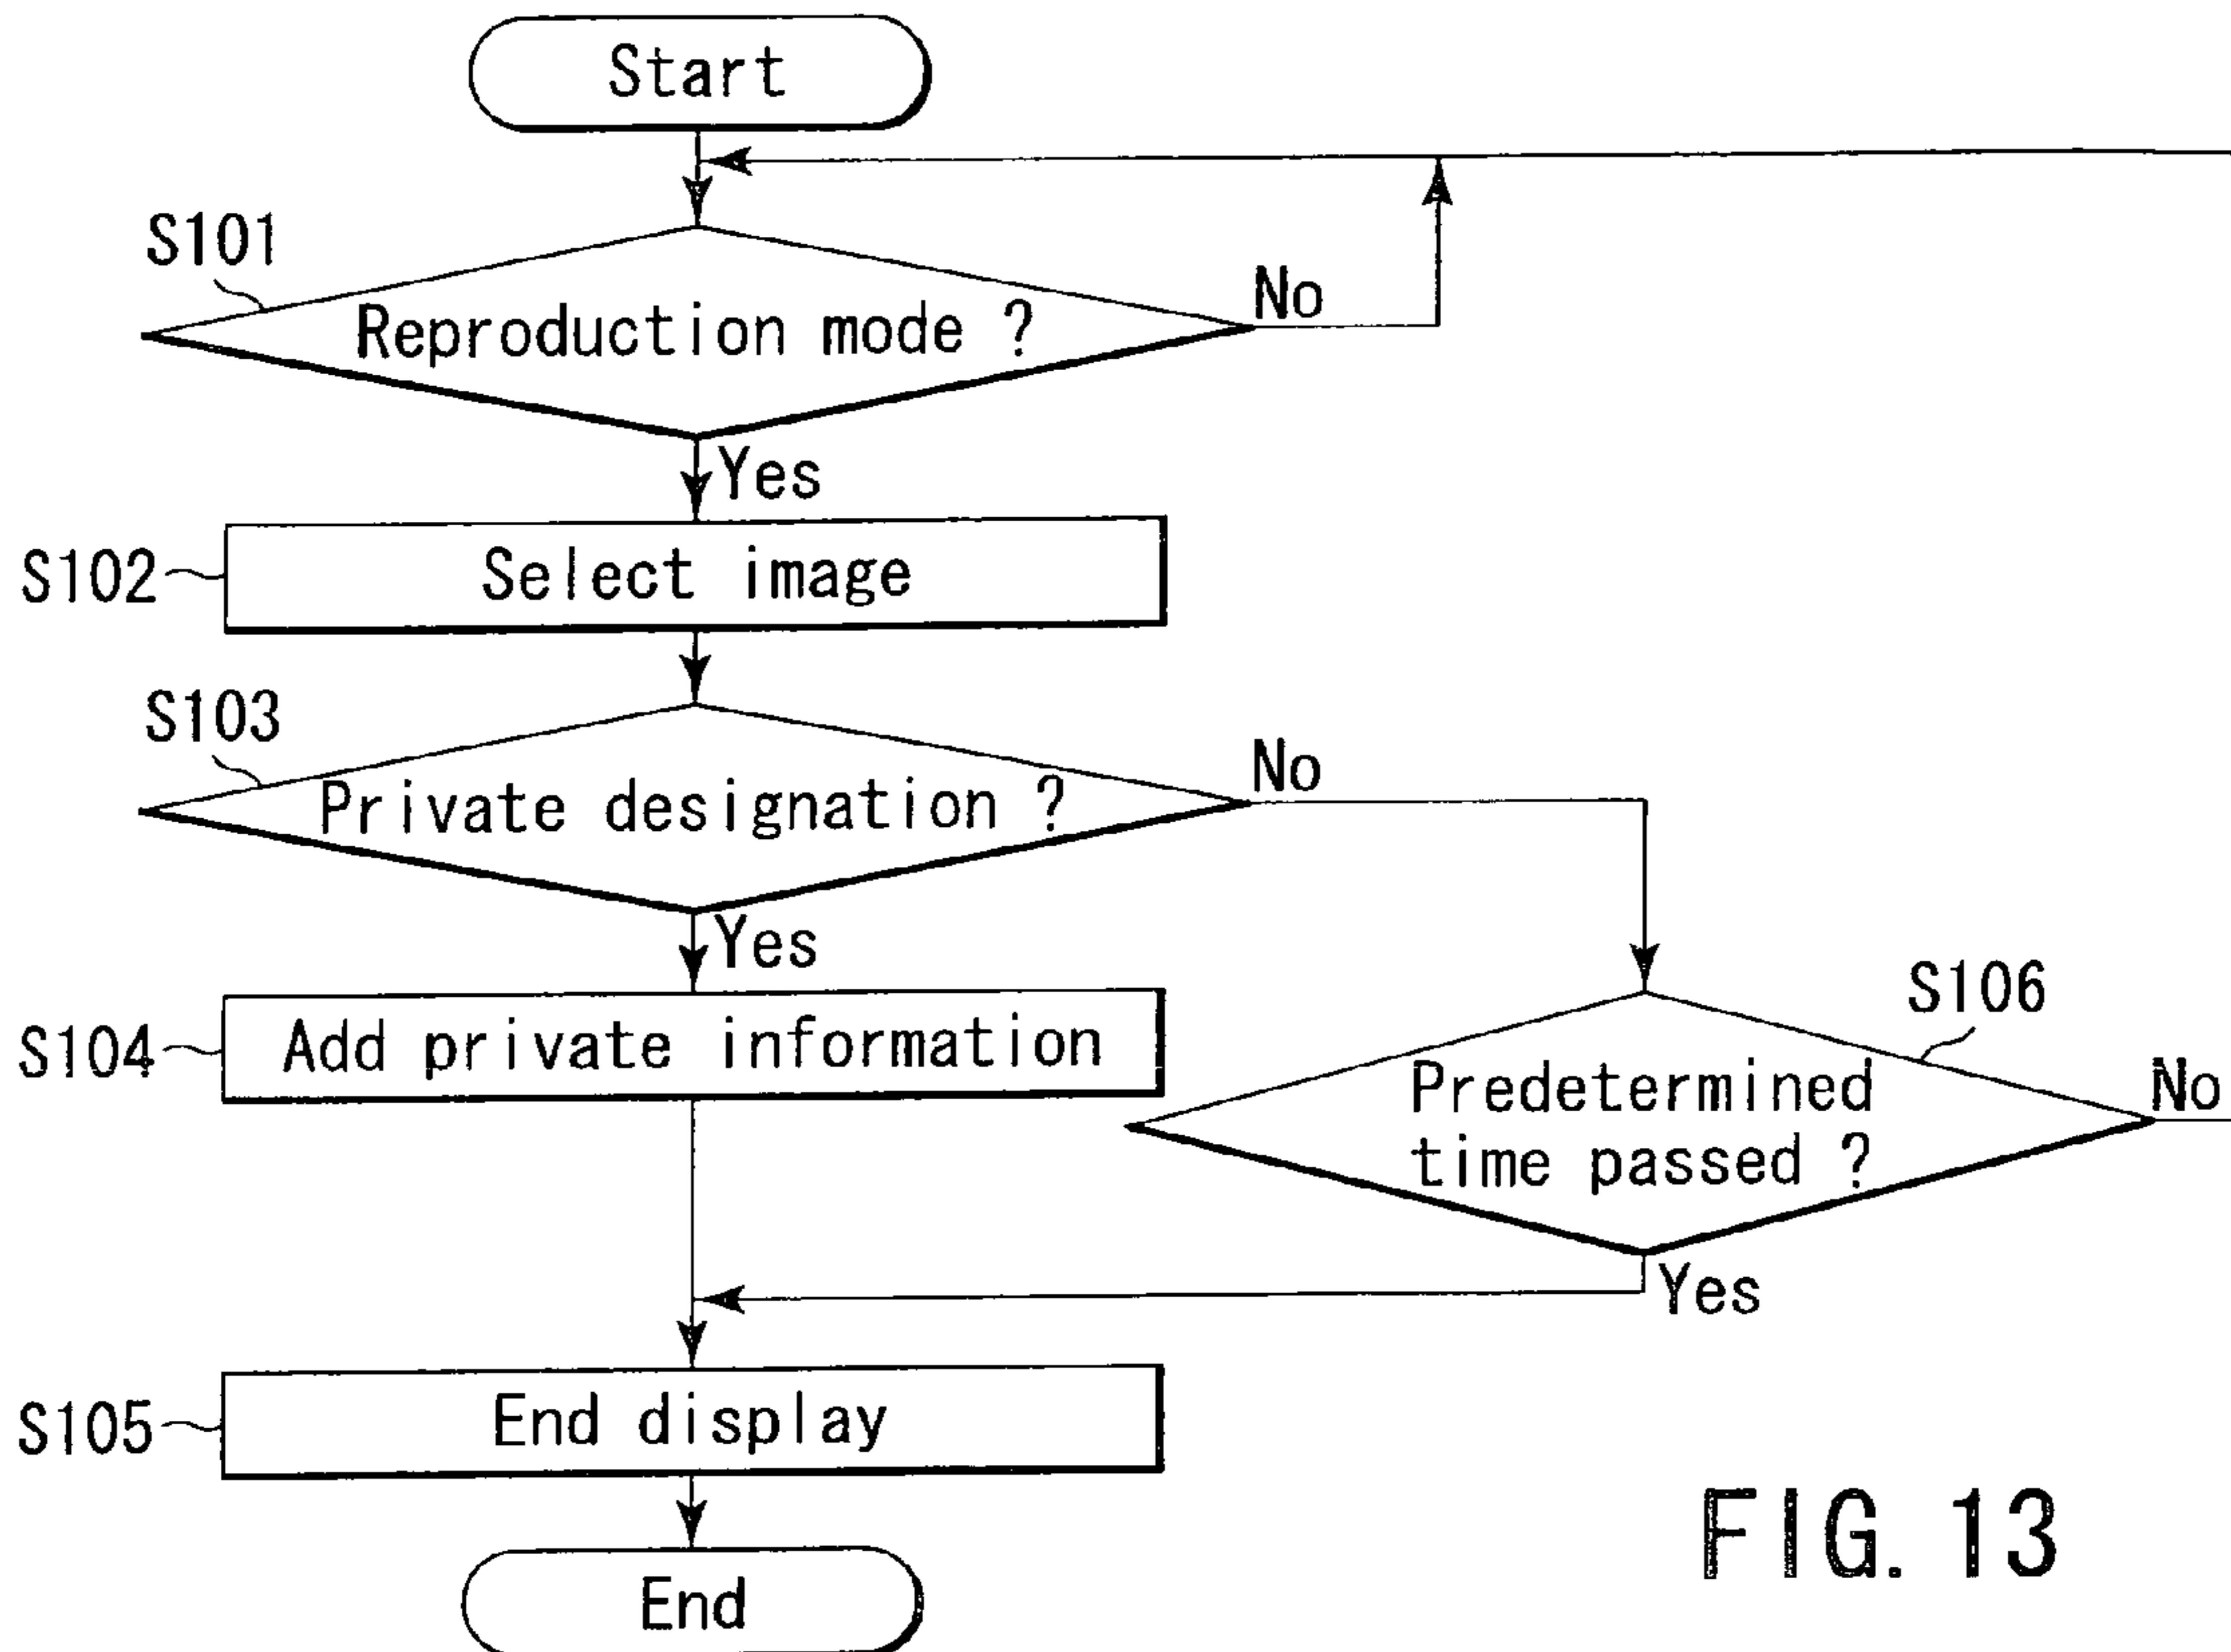 Start
S101
Reproduction mode ?
No
Yes
S102
Select image
S103
Private designation ?
No
Yes
S104
Add private information
S106
Predetermined
time passed ?
No
Yes
S105
End display
End
FIG. 13